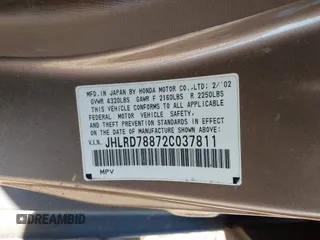 MFD. IN JAPAN BY HONDA MOTOR CO.,LTD: 2/'02
GVWR 4320LBS GAWR F 2160LBS R 2250LBS
THIS VEHICLE CONFORMS TO ALL APPLICABLE
FEDERAL MOTOR VEHICLE SAFETY,
AND THEFT PREVENTION STANDARDS IN EFFECT
ON THE DATE OF MANUFACTURE SHOWN ABOVE.
V.I.N. JHLRD78872C037811
MPV
DREAMBID